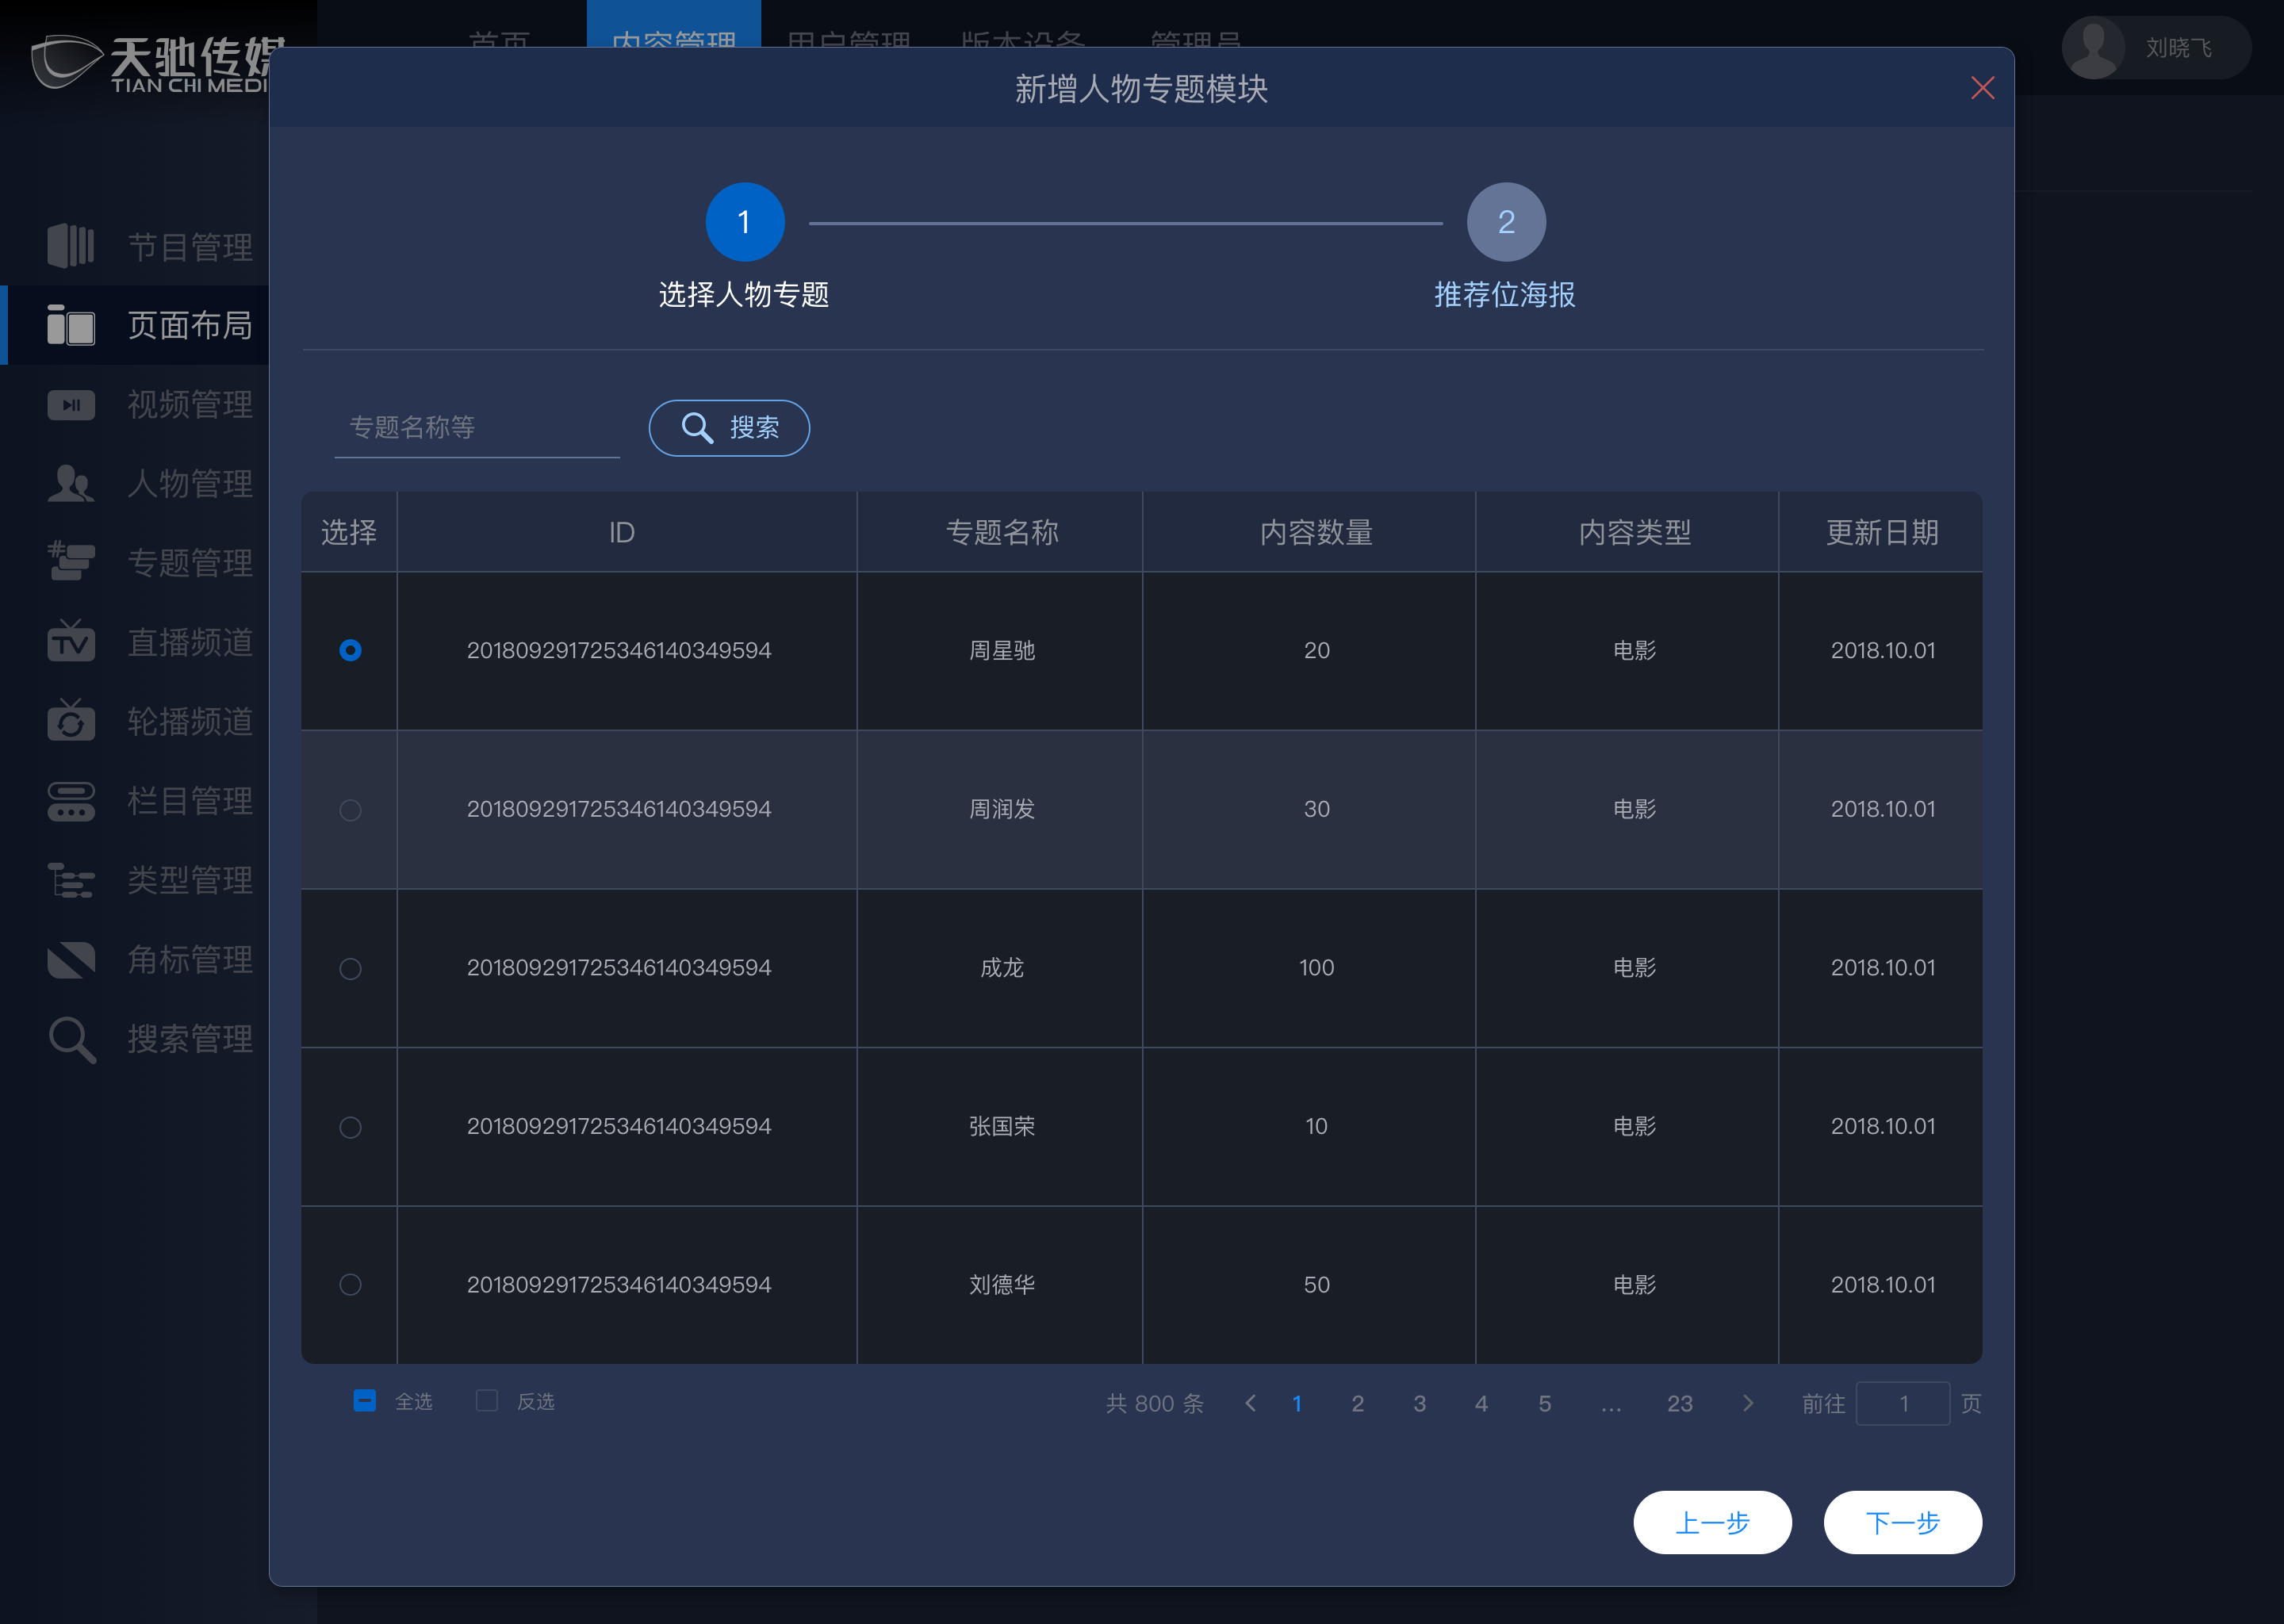 天驰传媒
TIAN CHI MEDI
首页
内容管理
用户管理
版本设备
管理员
刘晓飞
新增人物专题模块
1
2
选择人物专题
推荐位海报
节目管理
页面布局
视频管理
人物管理
专题管理
直播频道
轮播频道
栏目管理
类型管理
角标管理
搜索管理
专题名称等
搜索
选择 ID 专题名称 内容数量 内容类型 更新日期
2018092917253461403495​94 周星驰 20 电影 2018.10.01
201809291725346140349594 周润发 30 电影 2018.10.01
201809291725346140349594 成龙 100 电影 2018.10.01
201809291725346140349594 张国荣 10 电影 2018.10.01
201809291725346140349594 刘德华 50 电影 2018.10.01
全选 反选 共 800 条 1 2 3 4 5 ... 23 前往 1 页
上一步 下一步